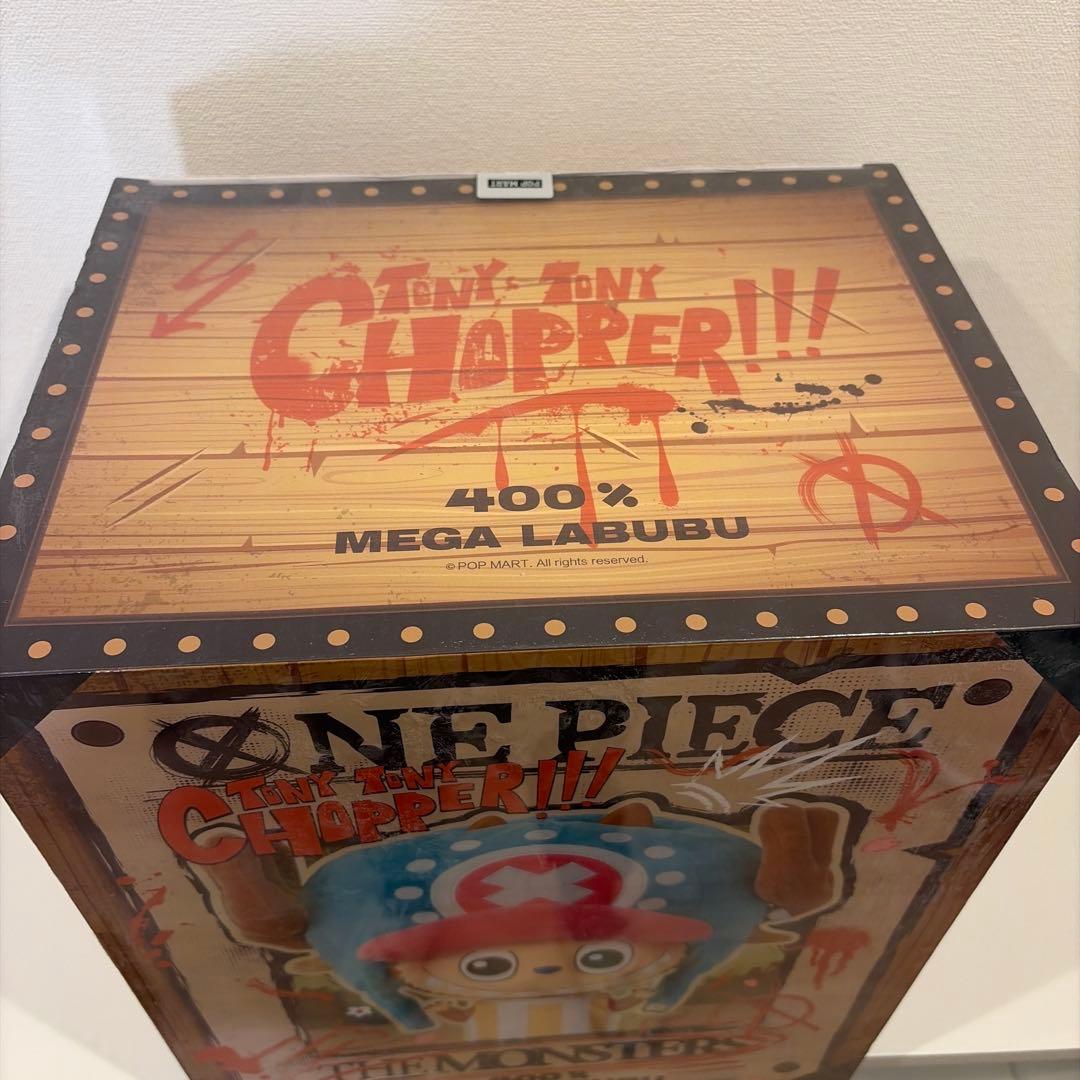 POP MART
TONY TONY
CHOPPER!!!
400%
MEGA LABUBU
© POP MART. All rights reserved.
ONE PIECE
TONY TONY
CHOPPER!!!
THE MONSTERS